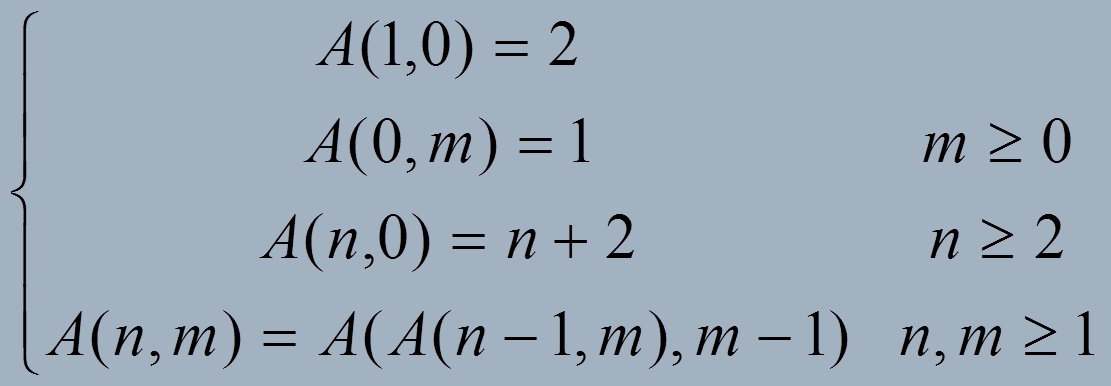 A(1,0) = 2
A(0,m) = 1 m ≥ 0
A(n,0) = n + 2 n ≥ 2
A(n,m) = A(A(n − 1,m),m − 1) n,m ≥ 1